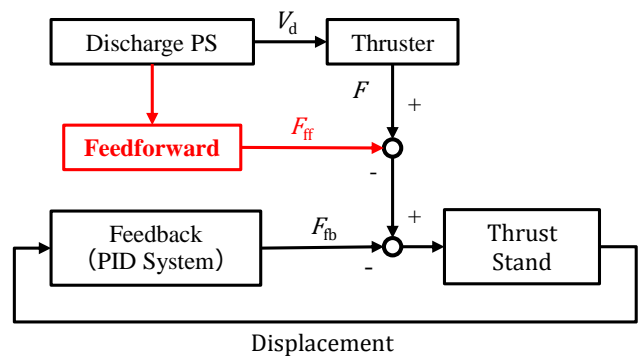 Discharge PS
V_d
Thruster
F
+
Feedforward
F_ff
-
+
Feedback
（PID System）
F_fb
-
Thrust
Stand
Displacement